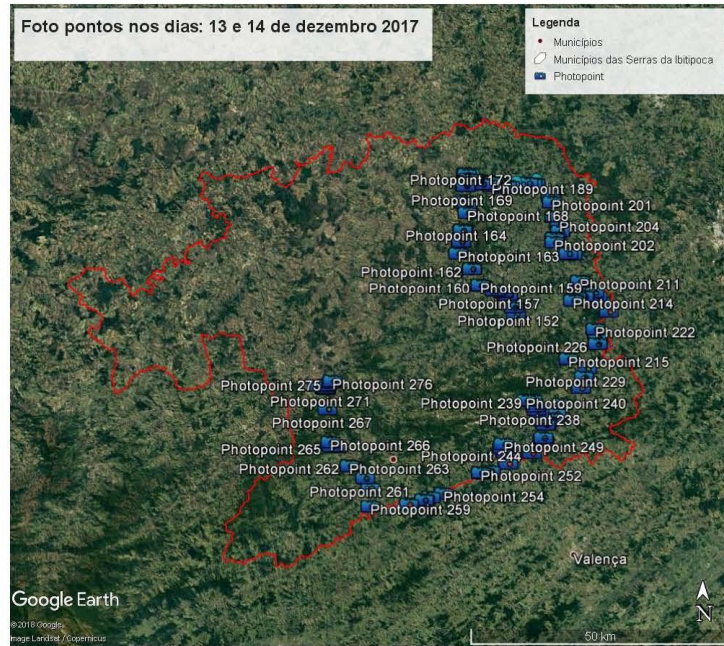 Foto pontos nos dias: 13 e 14 de dezembro 2017
Legenda
Municípios
Municípios das Serras da Ibitipoca
Photopoint
Photopoint 172
Photopoint 189
Photopoint 169
Photopoint 201
Photopoint 168
Photopoint 164
Photopoint 204
Photopoint 202
Photopoint 163
Photopoint 162
Photopoint 160
Photopoint 159
Photopoint 211
Photopoint 157
Photopoint 214
Photopoint 152
Photopoint 222
Photopoint 226
Photopoint 215
Photopoint 275
Photopoint 276
Photopoint 229
Photopoint 271
Photopoint 239
Photopoint 240
Photopoint 267
Photopoint 238
Photopoint 265
Photopoint 266
Photopoint 249
Photopoint 244
Photopoint 262
Photopoint 263
Photopoint 252
Photopoint 261
Photopoint 254
Photopoint 259
Valença
Google Earth
©2018 Google
Image Landsat / Copernicus
N
50 km